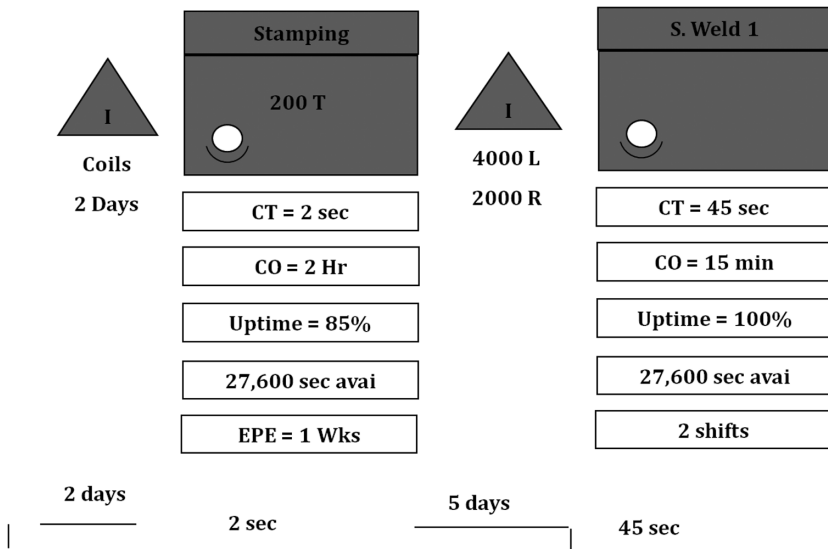 Stamping
S. Weld 1
I
200 T
I
Coils
2 Days
4000 L
2000 R
CT = 2 sec
CO = 2 Hr
Uptime = 85%
27,600 sec avai
EPE = 1 Wks
CT = 45 sec
CO = 15 min
Uptime = 100%
27,600 sec avai
2 shifts
2 days
2 sec
5 days
45 sec